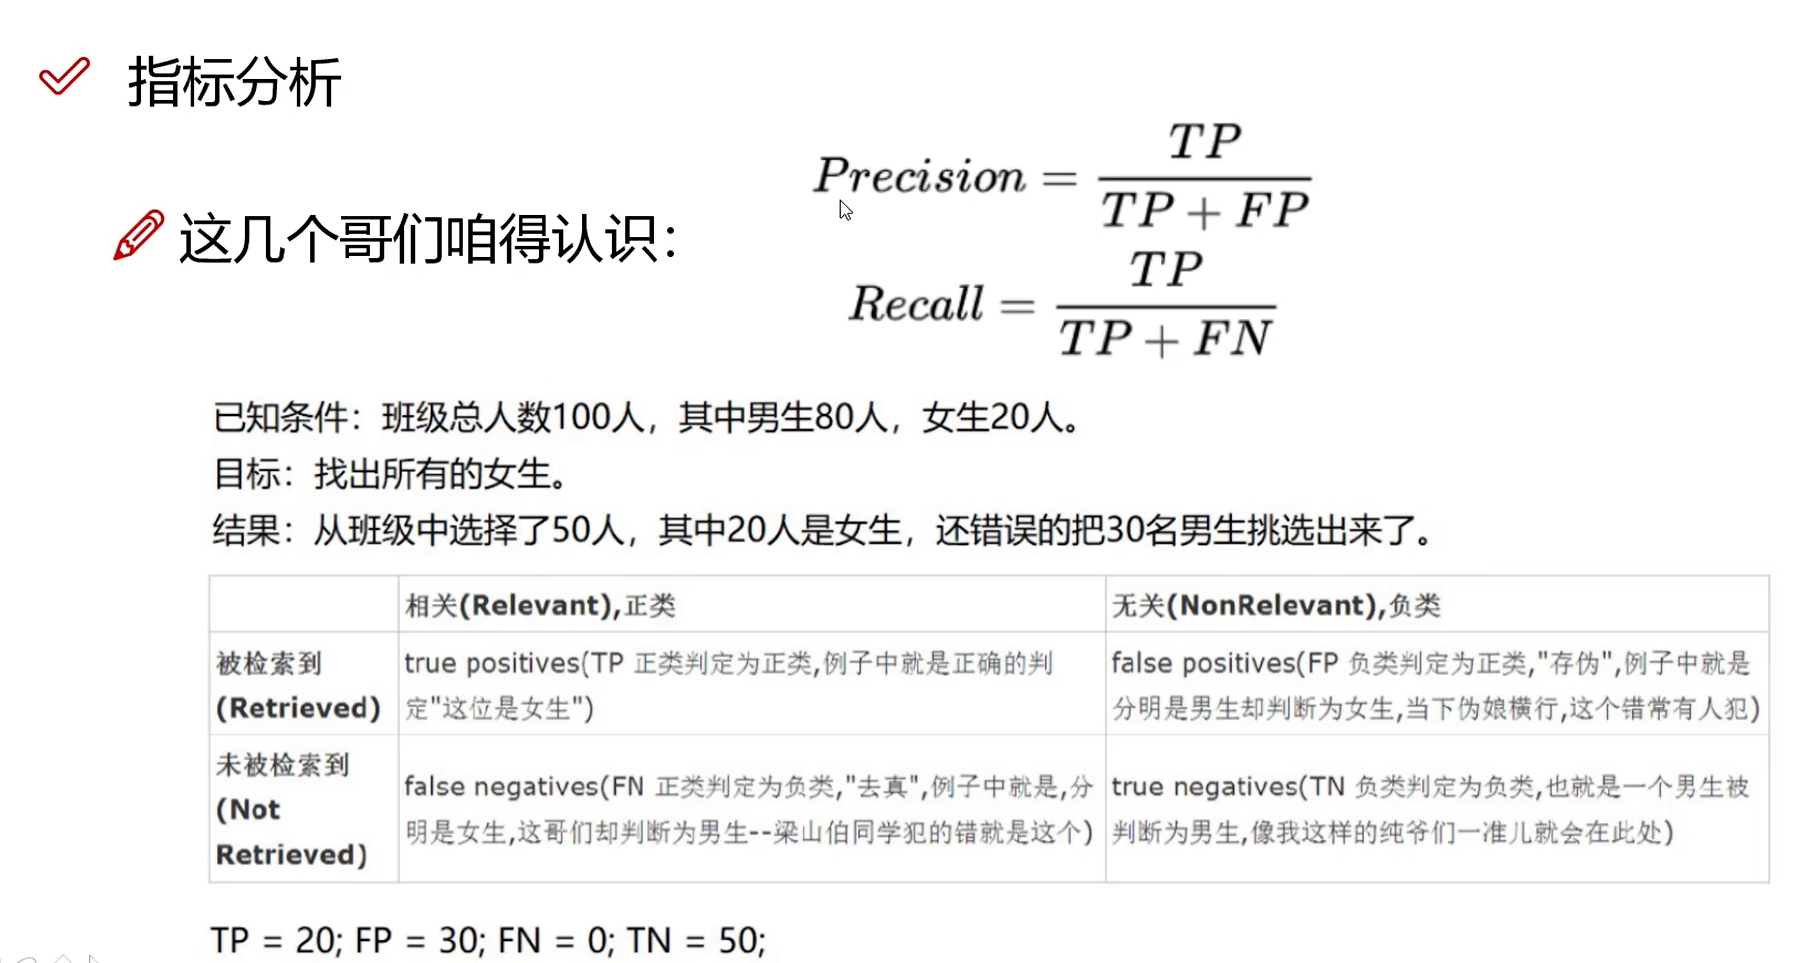 指标分析
Precision = TP / (TP + FP)
这几个哥们咱得认识：
Recall = TP / (TP + FN)
已知条件：班级总人数100人，其中男生80人，女生20人。
目标：找出所有的女生。
结果：从班级中选择了50人，其中20人是女生，还错误的把30名男生挑选出来了。
相关(Relevant),正类
无关(NonRelevant),负类
被检索到
(Retrieved)
true positives(TP 正类判定为正类,例子中就是正确的判
定"这位是女生")
false positives(FP 负类判定为正类,"存伪",例子中就是
分明是男生却判断为女生,当下伪娘横行,这个错常有人犯)
未被检索到
(Not
Retrieved)
false negatives(FN 正类判定为负类,"去真",例子中就是,分
明是女生,这哥们却判断为男生--梁山伯同学犯的错就是这个)
true negatives(TN 负类判定为负类,也就是一个男生被
判断为男生,像我这样的纯爷们一准儿就会在此处)
TP = 20; FP = 30; FN = 0; TN = 50;